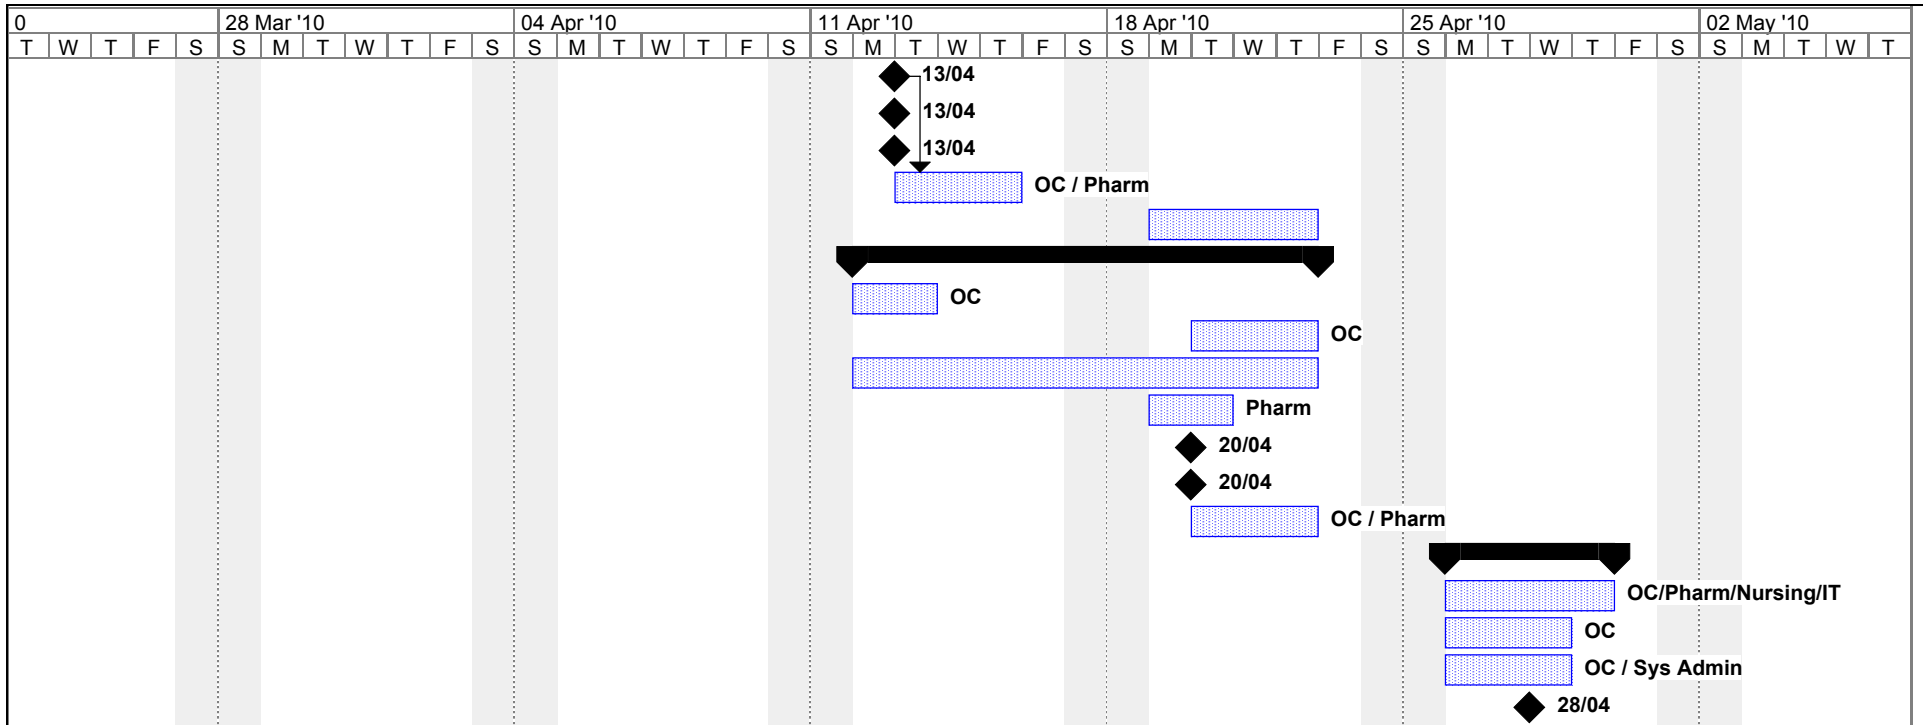 0 28 Mar '10 04 Apr '10 11 Apr '10 18 Apr '10 25 Apr '10 02 May '10
T W T F S S M T W T F S S M T W T F S S M T W T F S S M T W T F S S M T W T F S S M T W T
13/04
13/04
13/04
OC / Pharm
OC
OC
Pharm
20/04
20/04
OC / Pharm
OC/Pharm/Nursing/IT
OC
OC / Sys Admin
28/04